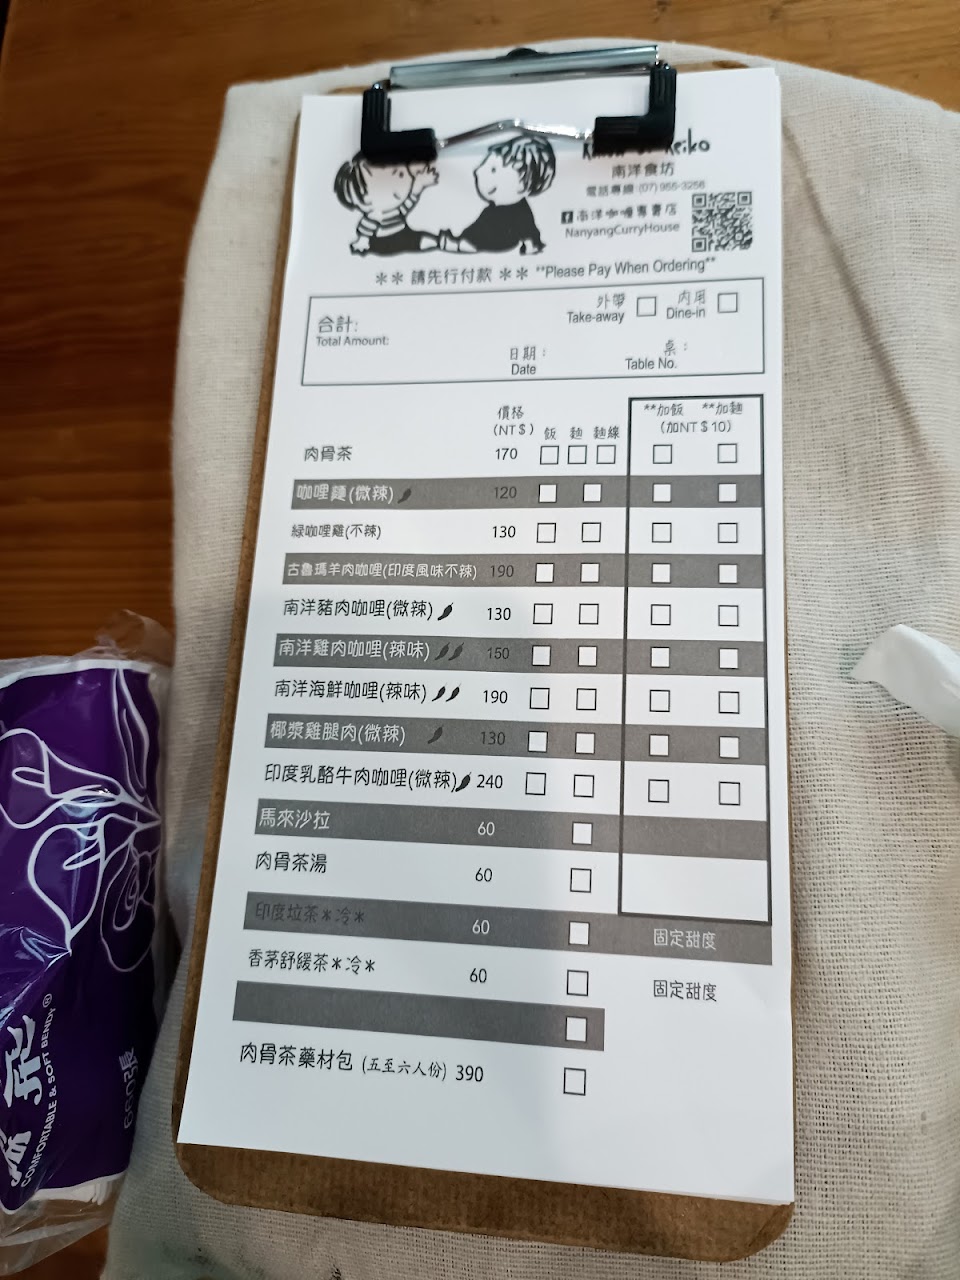 Keiko
南洋食坊
電話專線 (07) 955-3256
南洋咖哩專賣店
NanyangCurryHouse
** 請先行付款 ** **Please Pay When Ordering**
合計:
Total Amount:
外帶 內用
Take-away Dine-in
日期: 桌:
Date Table No.
價格 **加飯 **加麵
(NT$) 飯 麵 麵線 (加NT$10)
肉骨茶 170
咖哩麵(微辣) 120
綠咖哩雞(不辣) 130
古魯瑪羊肉咖哩(印度風味不辣) 190
南洋豬肉咖哩(微辣) 130
南洋雞肉咖哩(辣味) 150
南洋海鮮咖哩(辣味) 190
椰漿雞腿肉(微辣) 130
印度乳酪牛肉咖哩(微辣) 240
馬來沙拉 60
肉骨茶湯 60
印度垃茶*冷* 60 固定甜度
香茅舒緩茶*冷* 60 固定甜度
肉骨茶藥材包 (五至六人份) 390
COMFORTABLE & SOFT BENDY®